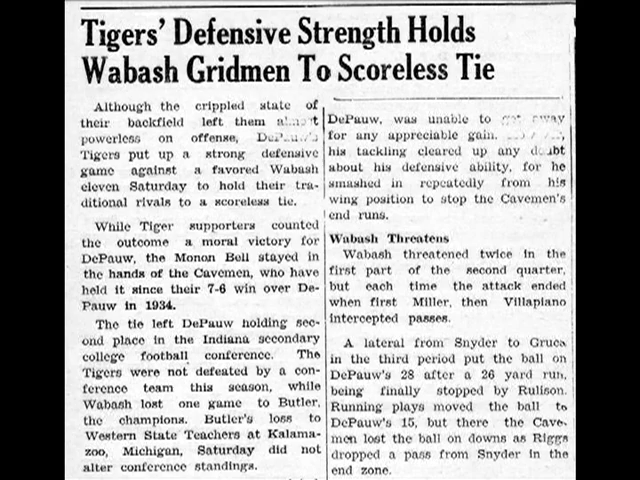 Tigers' Defensive Strength Holds
Wabash Gridmen To Scoreless Tie
Although the crippled state of
their backfield left them almost
powerless on offense, DePauw's
Tigers put up a strong defensive
game against a favored Wabash
eleven Saturday to hold their tra-
ditional rivals to a scoreless tie.
While Tiger supporters counted
the outcome a moral victory for
DePauw, the Monon Bell stayed in
the hands of the Cavemen, who have
held it since their 7-6 win over De-
Pauw in 1934.
The tie left DePauw holding sec-
ond place in the Indiana secondary
college football conference. The
Tigers were not defeated by a con-
ference team this season, while
Wabash lost one game to Butler,
the champions. Butler's loss to
Western State Teachers at Kalama-
zoo, Michigan, Saturday did not
alter conference standings.
DePauw, was unable to get away
for any appreciable gain.
his tackling cleared up any doubt
about his defensive ability, for he
smashed in repeatedly from his
wing position to stop the Cavemen's
end runs.
Wabash Threatens
Wabash threatened twice in the
first part of the second quarter,
but each time the attack ended
when first Miller, then Villapiano
intercepted passes.
A lateral from Snyder to Gruca
in the third period put the ball on
DePauw's 28 after a 26 yard run,
being finally stopped by Rulison.
Running plays moved the ball to
DePauw's 15, but there the Cave-
men lost the ball on downs as Riggs
dropped a pass from Snyder in the
end zone.